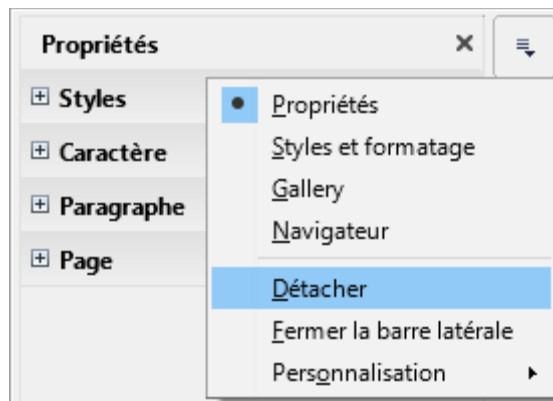 Propriétés
Styles
Caractère
Paragraphe
Page
Propriétés
Styles et formatage
Gallery
Navigateur
Détacher
Fermer la barre latérale
Personnalisation